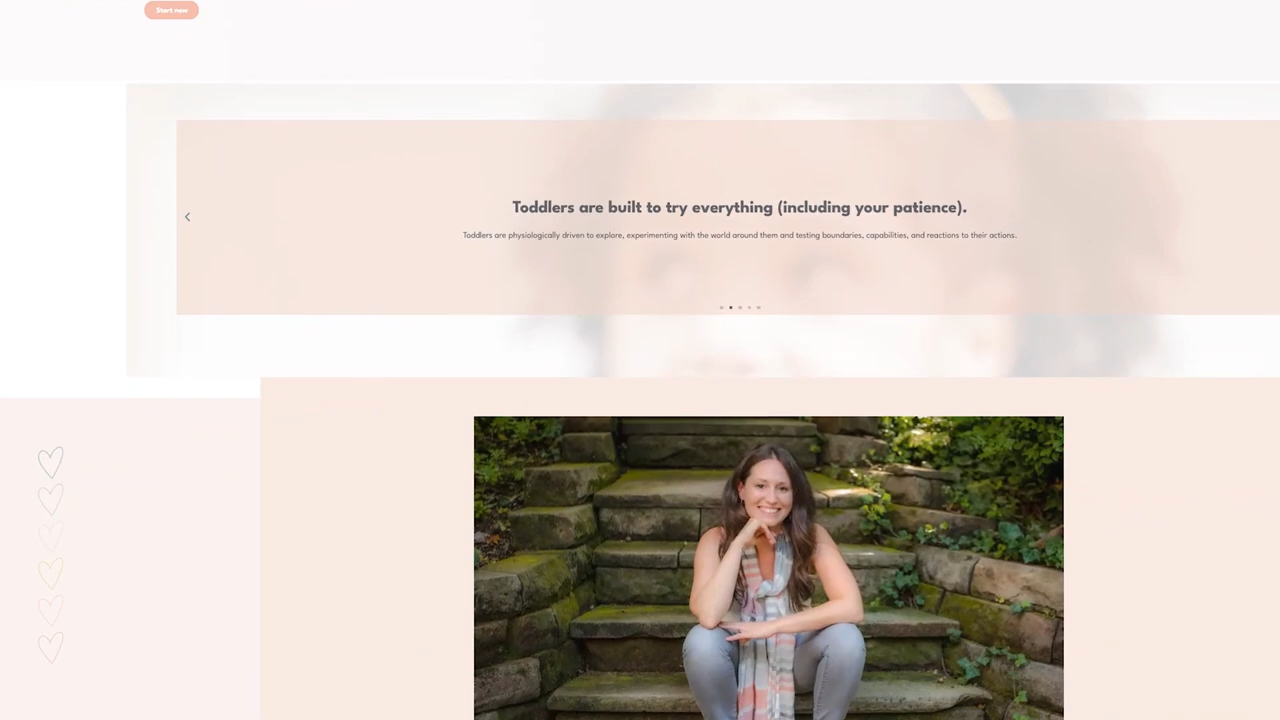 Start now
Toddlers are built to try everything (including your patience).
Toddlers are physiologically driven to explore, experimenting with the world around them and testing boundaries, capabilities, and reactions to their actions.